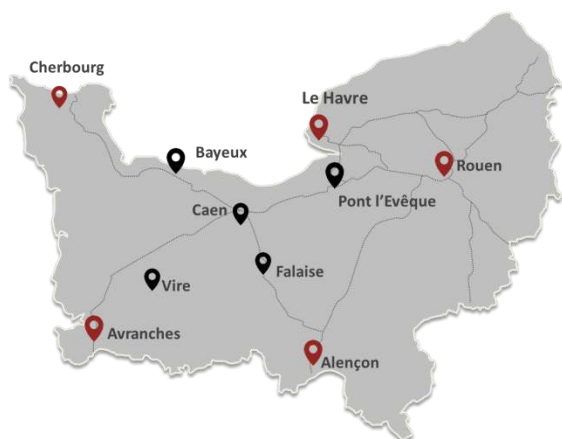 Cherbourg
Le Havre
Bayeux
Rouen
Pont l'Evêque
Caen
Falaise
Vire
Avranches
Alençon